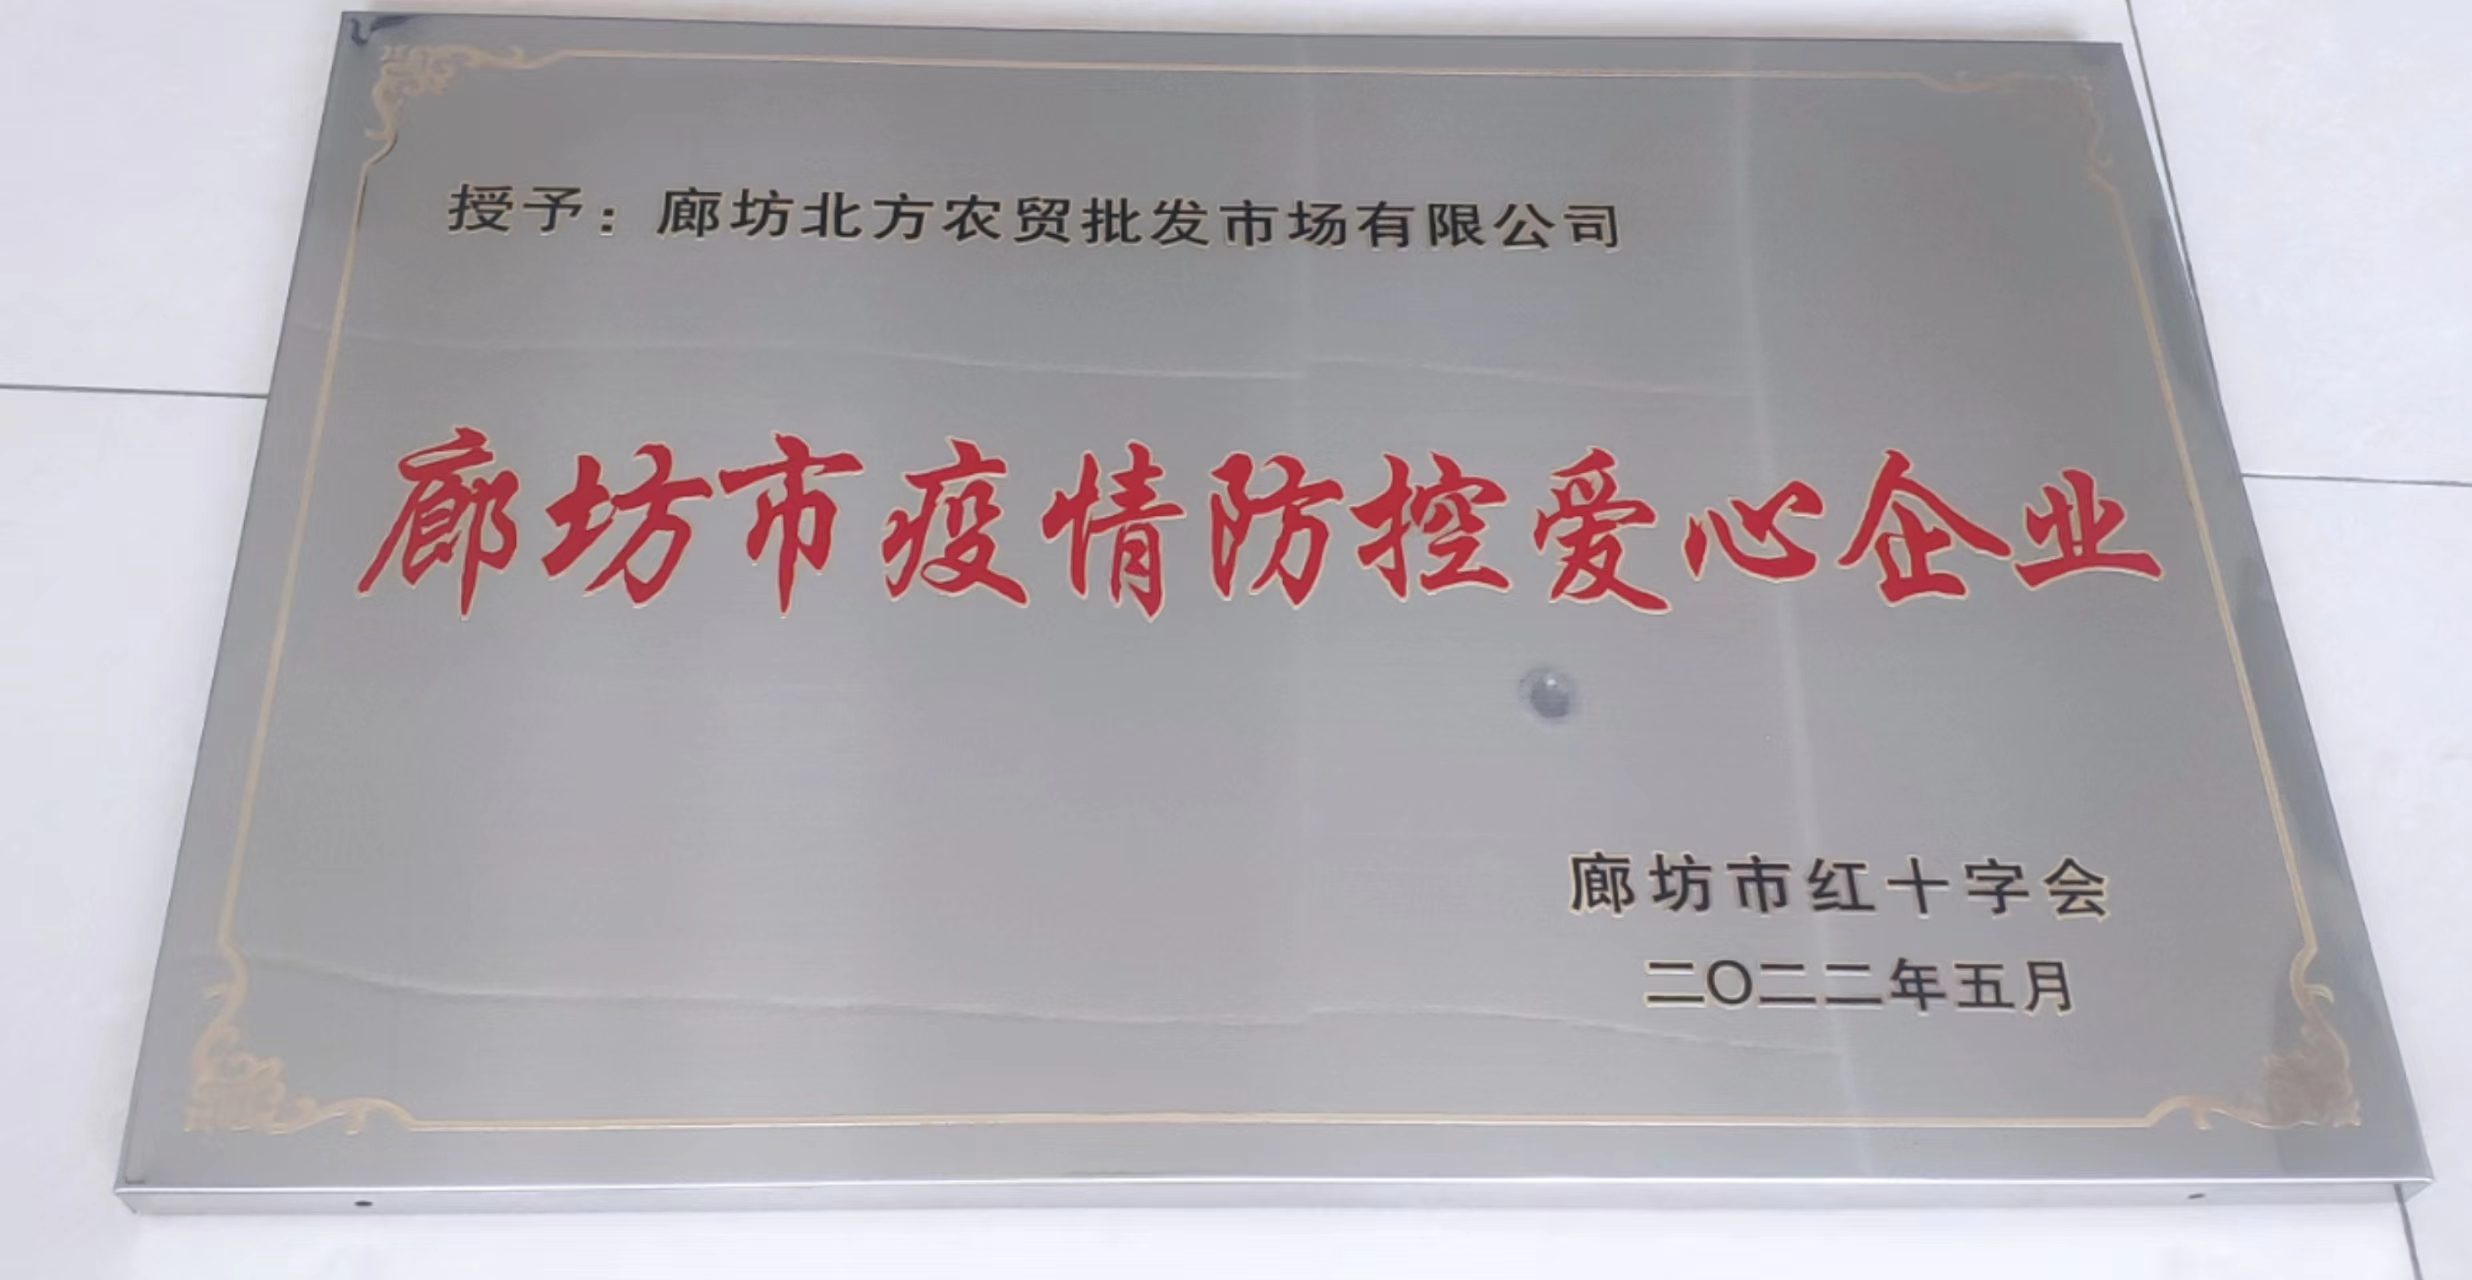 授予：廊坊北方农贸批发市场有限公司
廊坊市疫情防控爱心企业
廊坊市红十字会
二〇二二年五月